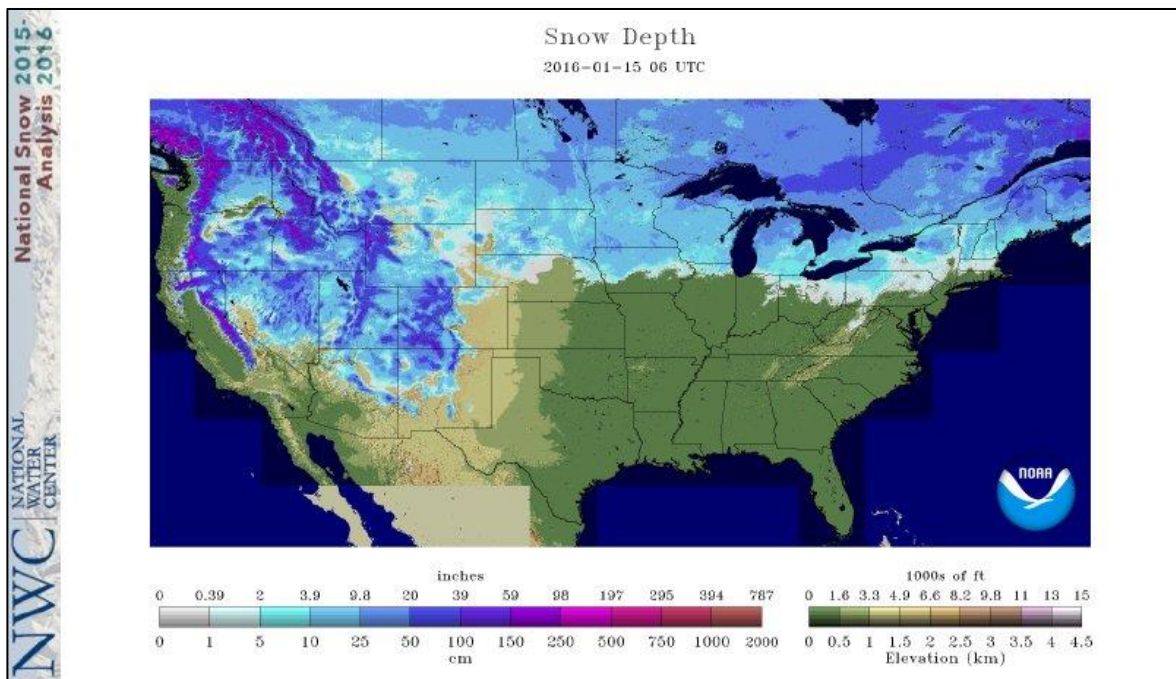 National Snow 2015-
Analysis 2016
NWC
NATIONAL
WATER
CENTER
Snow Depth
2016-01-15 06 UTC
NOAA
inches
0 0.39 2 3.9 9.8 20 39 59 98 197 295 394 787
0 1 5 10 25 50 100 150 250 500 750 1000 2000
cm
1000s of ft
0 1.6 3.3 4.9 6.6 8.2 9.8 11 13 15
0 0.5 1 1.5 2 2.5 3 3.5 4 4.5
Elevation (km)